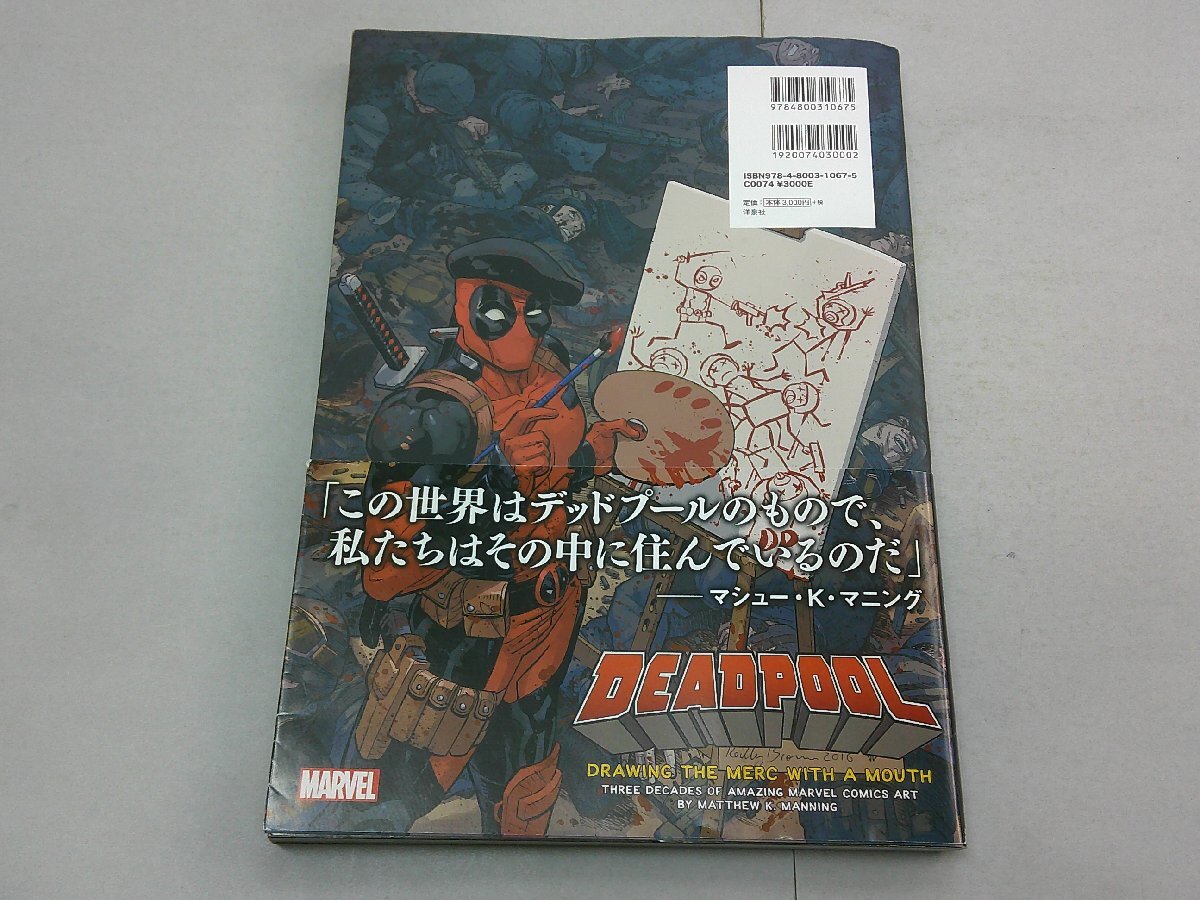 9784800310675
1920074030002
ISBN978-4-8003-1067-5
C0074 ¥3000E
定価:本体3,000円+税
洋泉社
DP
「この世界はデッドプールのもので、
私たちはその中に住んでいるのだ」
――マシュー・K・マニング
DEADPOOL
2016
DRAWING THE MERC WITH A MOUTH
THREE DECADES OF AMAZING MARVEL COMICS ART
BY MATTHEW K. MANNING
MARVEL